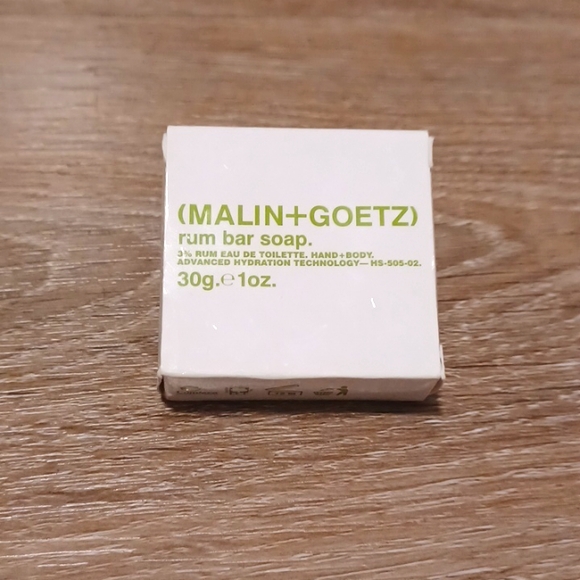 (MALIN+GOETZ)
rum bar soap.
3% RUM EAU DE TOILETTE. HAND+BODY.
ADVANCED HYDRATION TECHNOLOGY—HS-505-02.
30g.℮1oz.